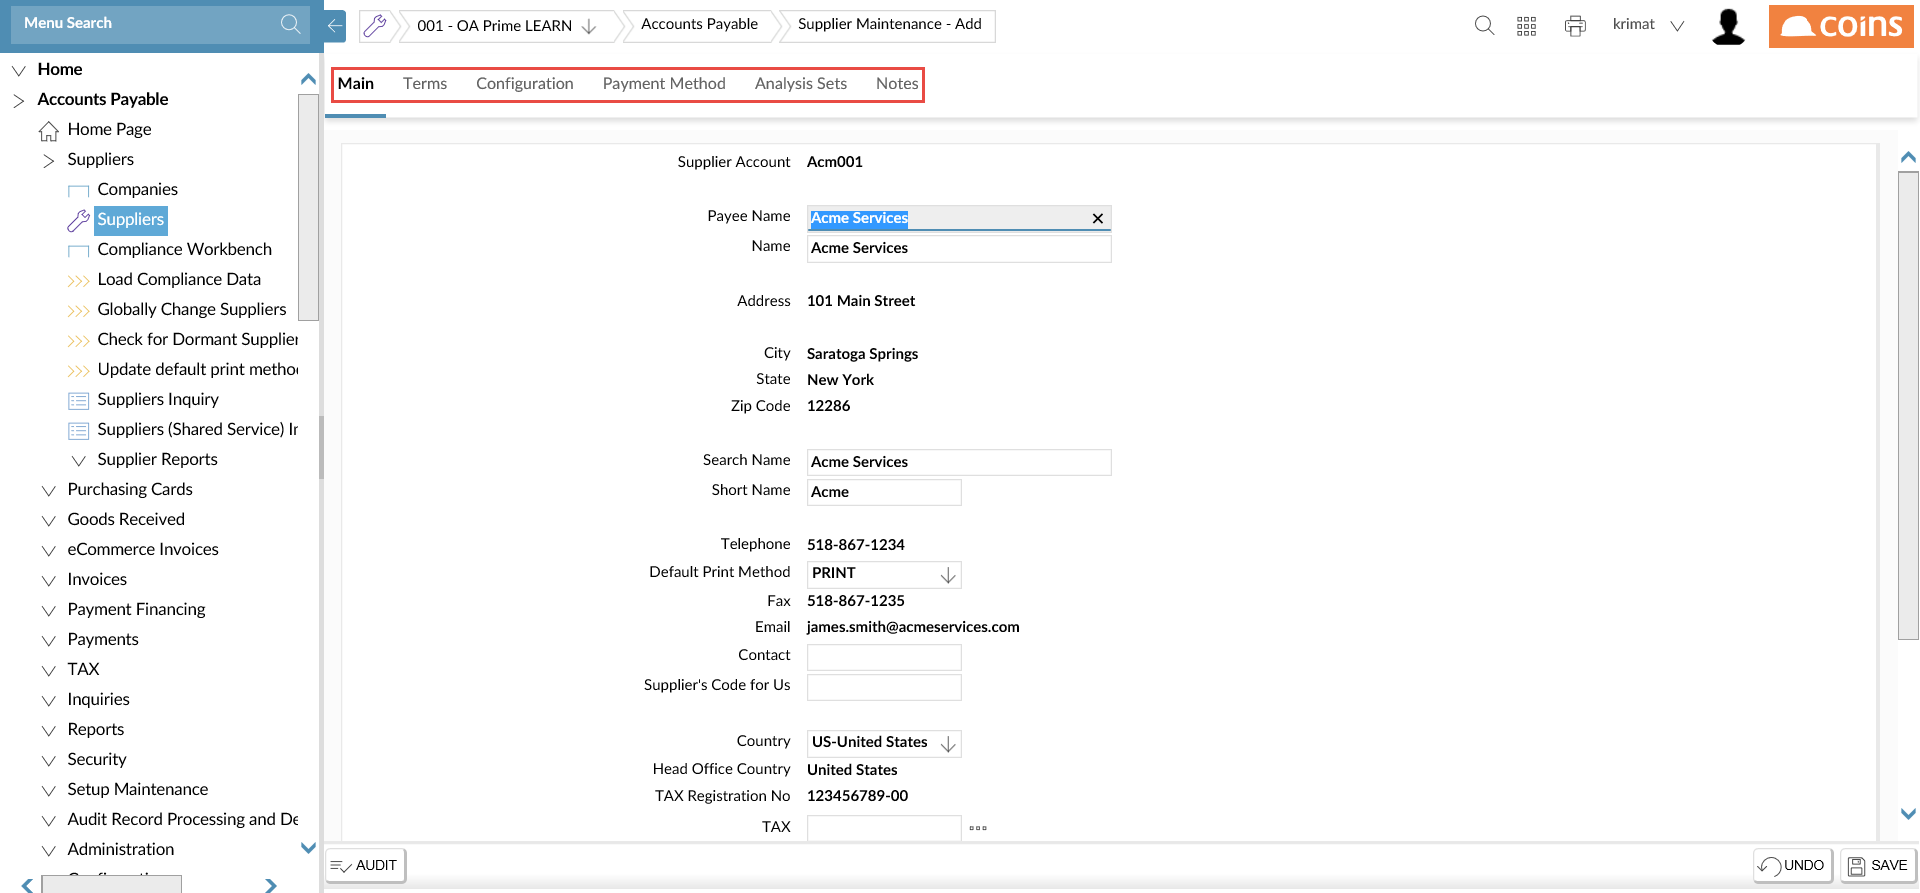 Menu Search
001 - OA Prime LEARN
Accounts Payable
Supplier Maintenance - Add
krimat
coins
Home
Accounts Payable
Home Page
Suppliers
Companies
Suppliers
Compliance Workbench
Load Compliance Data
Globally Change Suppliers
Check for Dormant Supplier
Update default print metho
Suppliers Inquiry
Suppliers (Shared Service) Ir
Supplier Reports
Purchasing Cards
Goods Received
eCommerce Invoices
Invoices
Payment Financing
Payments
TAX
Inquiries
Reports
Security
Setup Maintenance
Audit Record Processing and De
Administration
Main Terms Configuration Payment Method Analysis Sets Notes
Supplier Account Acm001
Payee Name Acme Services
Name Acme Services
Address 101 Main Street
City Saratoga Springs
State New York
Zip Code 12286
Search Name Acme Services
Short Name Acme
Telephone 518-867-1234
Default Print Method PRINT
Fax 518-867-1235
Email james.smith@acmeservices.com
Contact
Supplier's Code for Us
Country US-United States
Head Office Country United States
TAX Registration No 123456789-00
TAX
AUDIT
UNDO
SAVE